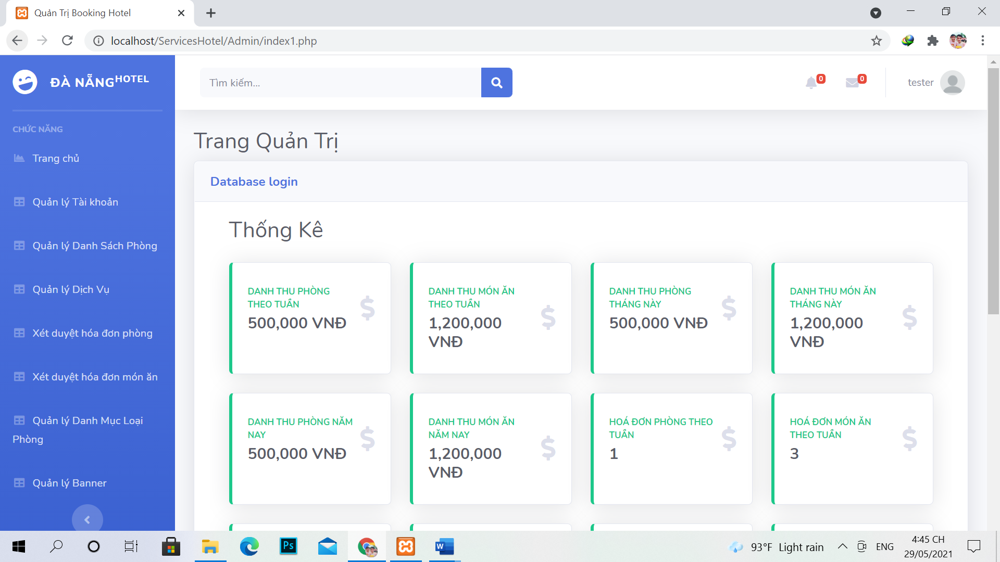 Quản Trị Booking Hotel
localhost/ServicesHotel/Admin/index1.php
ĐÀ NẴNG HOTEL
Tìm kiếm...
0
0
tester
CHỨC NĂNG
Trang chủ
Quản lý Tài khoản
Quản lý Danh Sách Phòng
Quản lý Dịch Vụ
Xét duyệt hóa đơn phòng
Xét duyệt hóa đơn món ăn
Quản lý Danh Mục Loại
Phòng
Quản lý Banner
Trang Quản Trị
Database login
Thống Kê
DANH THU PHÒNG
THEO TUẦN
500,000 VNĐ
DANH THU MÓN ĂN
THEO TUẦN
1,200,000
VNĐ
DANH THU PHÒNG
THÁNG NÀY
500,000 VNĐ
DANH THU MÓN ĂN
THÁNG NÀY
1,200,000
VNĐ
DANH THU PHÒNG NĂM
NAY
500,000 VNĐ
DANH THU MÓN ĂN
NĂM NAY
1,200,000
VNĐ
HOÁ ĐƠN PHÒNG THEO
TUẦN
1
HOÁ ĐƠN MÓN ĂN
THEO TUẦN
3
Ps
W
93°F Light rain
ENG
4:45 CH
29/05/2021